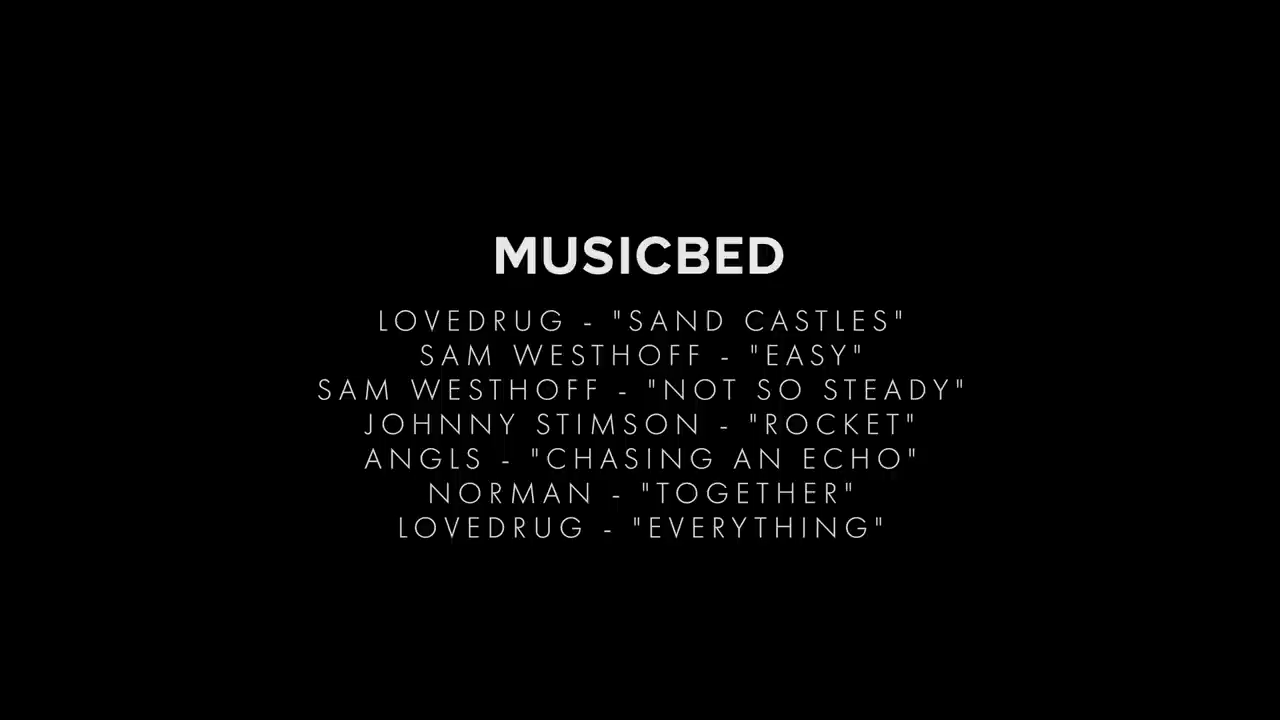 MUSICBED
LOVEDRUG - "SAND CASTLES"
SAM WESTHOFF - "EASY"
SAM WESTHOFF - "NOT SO STEADY"
JOHNNY STIMSON - "ROCKET"
ANGLS - "CHASING AN ECHO"
NORMAN - "TOGETHER"
LOVEDRUG - "EVERYTHING"